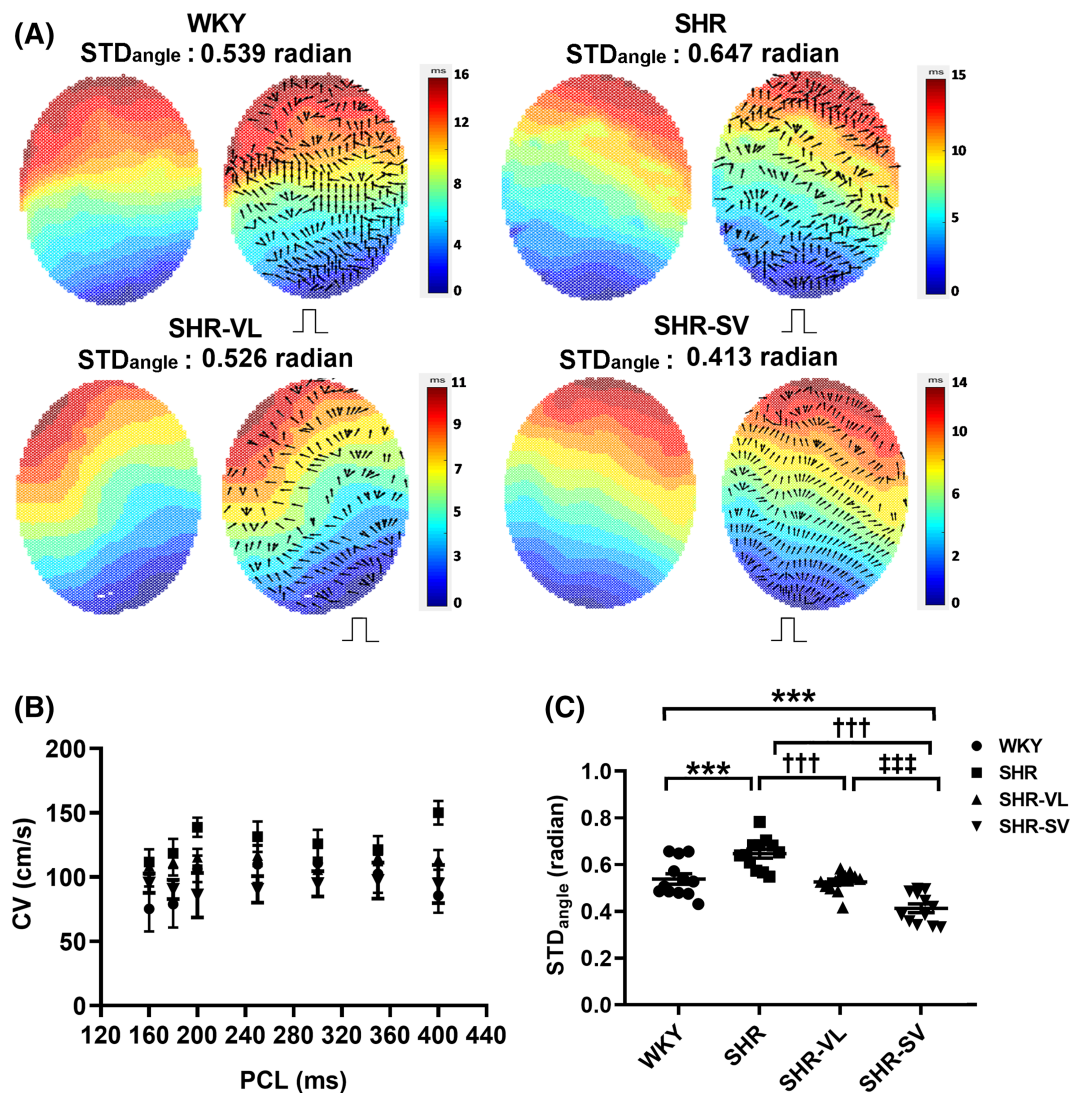 (A)
WKY
STDangle : 0.539 radian
ms
16
12
8
4
0
SHR
STDangle : 0.647 radian
ms
15
10
5
0
SHR-VL
STDangle : 0.526 radian
ms
11
9
7
5
3
0
SHR-SV
STDangle : 0.413 radian
ms
14
10
6
2
0
(B)
CV (cm/s)
200
150
100
50
0
120 160 200 240 280 320 360 400 440
PCL (ms)
(C)
***
†††
*** ††† ‡‡‡
STDangle (radian)
1.0
0.8
0.6
0.4
0.2
0.0
WKY SHR SHR-VL SHR-SV
WKY
SHR
SHR-VL
SHR-SV